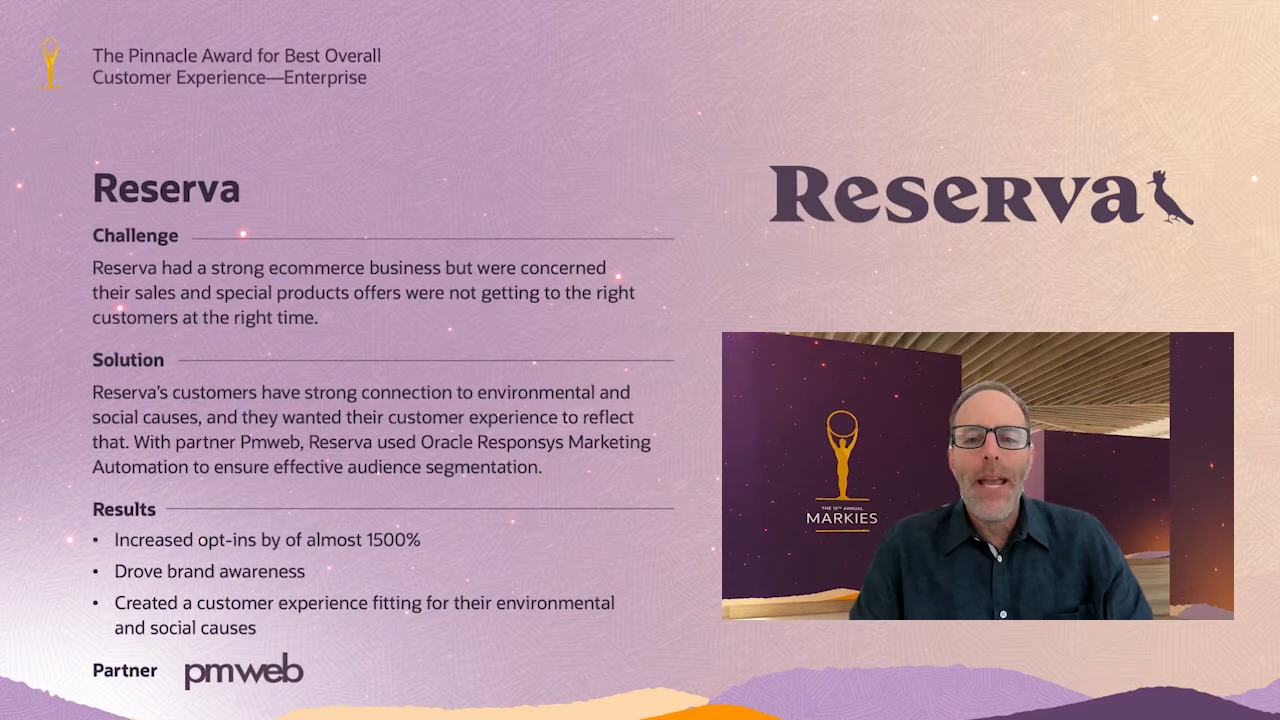 The Pinnacle Award for Best Overall
Customer Experience—Enterprise
Reserva
Challenge
Reserva had a strong ecommerce business but were concerned
their sales and special products offers were not getting to the right
customers at the right time.
Solution
Reserva's customers have strong connection to environmental and
social causes, and they wanted their customer experience to reflect
that. With partner Pmweb, Reserva used Oracle Responsys Marketing
Automation to ensure effective audience segmentation.
Results
• Increased opt-ins by of almost 1500%
• Drove brand awareness
• Created a customer experience fitting for their environmental
and social causes
Partner pmweb
Reserva
THE 15TH ANNUAL
MARKIES